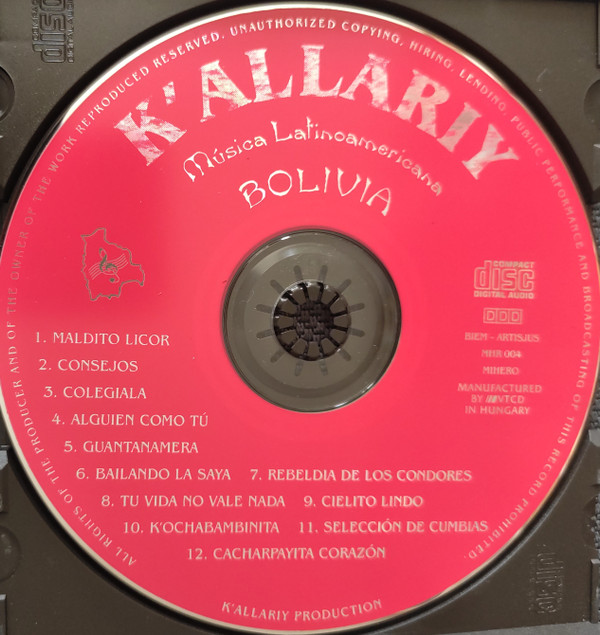 ALL RIGHTS OF THE PRODUCER AND OF THE OWNER OF THE WORK REPRODUCED RESERVED. UNAUTHORIZED COPYING, HIRING, LENDING, PUBLIC PERFORMANCE AND BROADCASTING OF THIS RECORD PROHIBITED.
K'ALLARIY
Música Latinoamericana
BOLIVIA
COMPACT
disc
DIGITAL AUDIO
DDD
BIEM - ARTISJUS
MHR 004
MIHERO
MANUFACTURED
BY VTCD
IN HUNGARY
1. MALDITO LICOR
2. CONSEJOS
3. COLEGIALA
4. ALGUIEN COMO TÚ
5. GUANTANAMERA
6. BAILANDO LA SAYA 7. REBELDIA DE LOS CONDORES
8. TU VIDA NO VALE NADA 9. CIELITO LINDO
10. K'OCHABAMBINITA 11. SELECCIÓN DE CUMBIAS
12. CACHARPAYITA CORAZÓN
K'ALLARIY PRODUCTION
disc